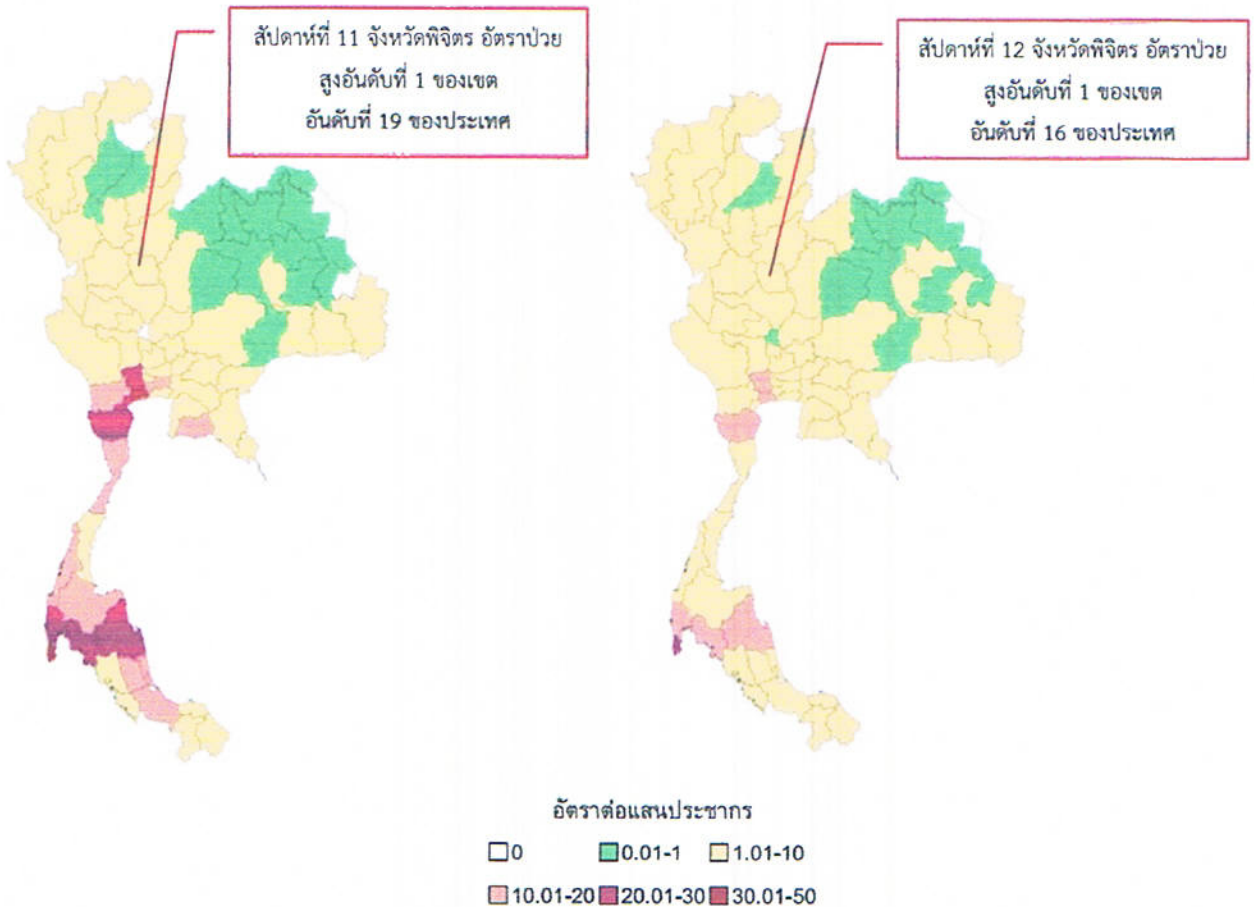 สัปดาห์ที่ 11 จังหวัดพิจิตร อัตราป่วย
สูงอันดับที่ 1 ของเขต
อันดับที่ 19 ของประเทศ
สัปดาห์ที่ 12 จังหวัดพิจิตร อัตราป่วย
สูงอันดับที่ 1 ของเขต
อันดับที่ 16 ของประเทศ
อัตราต่อแสนประชากร
0 0.01-1 1.01-10
10.01-20 20.01-30 30.01-50